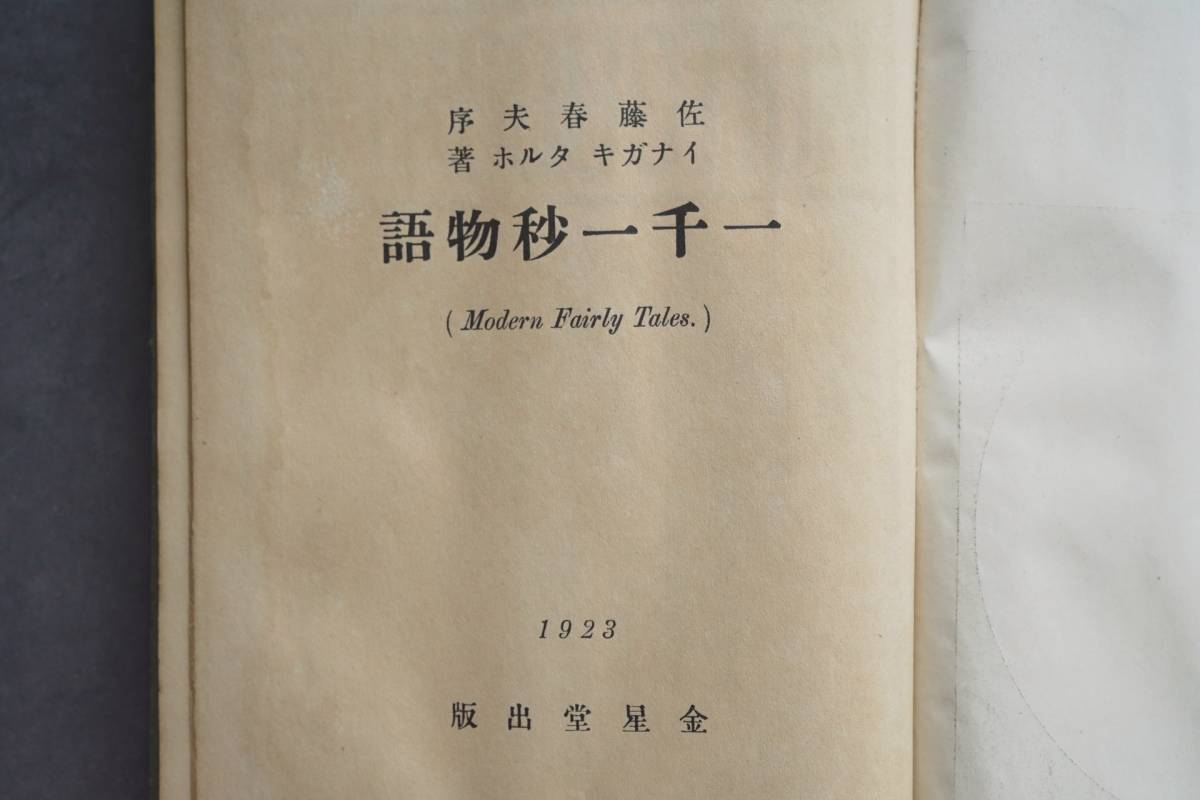 佐藤春夫序
イナガキ タルホ著
一千一秒物語
(Modern Fairly Tales.)
1923
金星堂出版